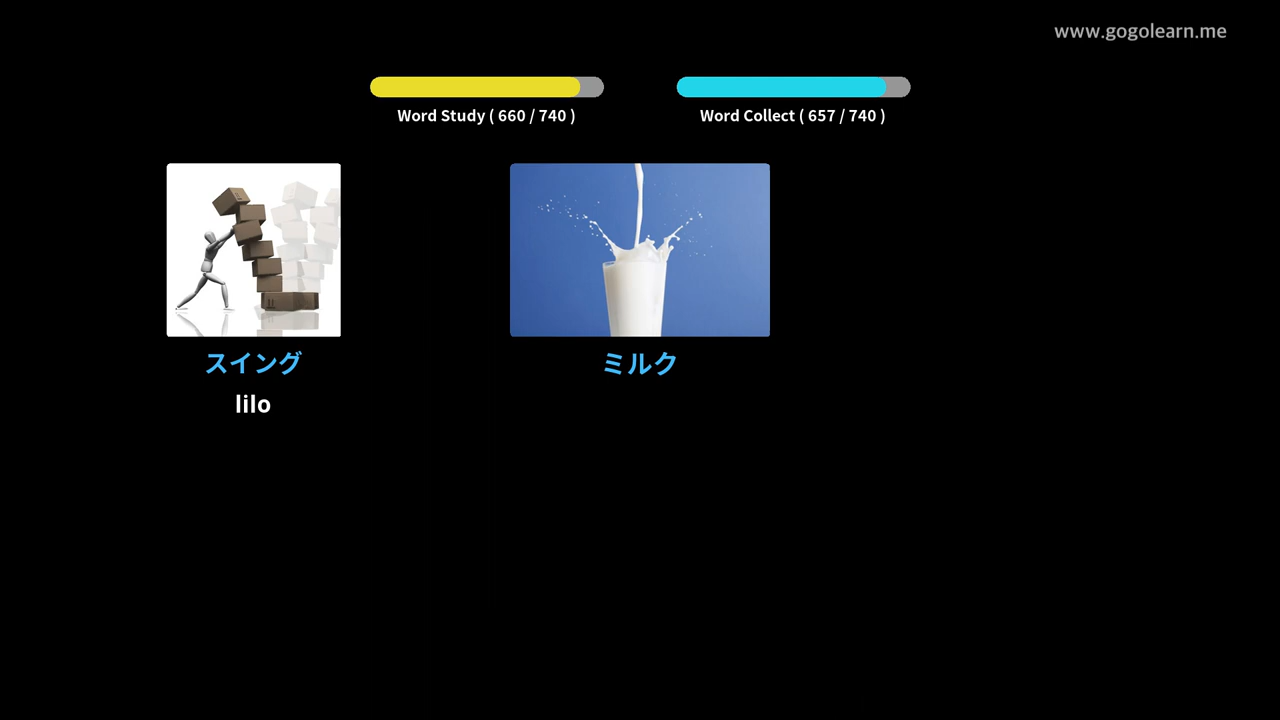 www.gogolearn.me
Word Study ( 660 / 740 )
Word Collect ( 657 / 740 )
スイング
lilo
ミルク